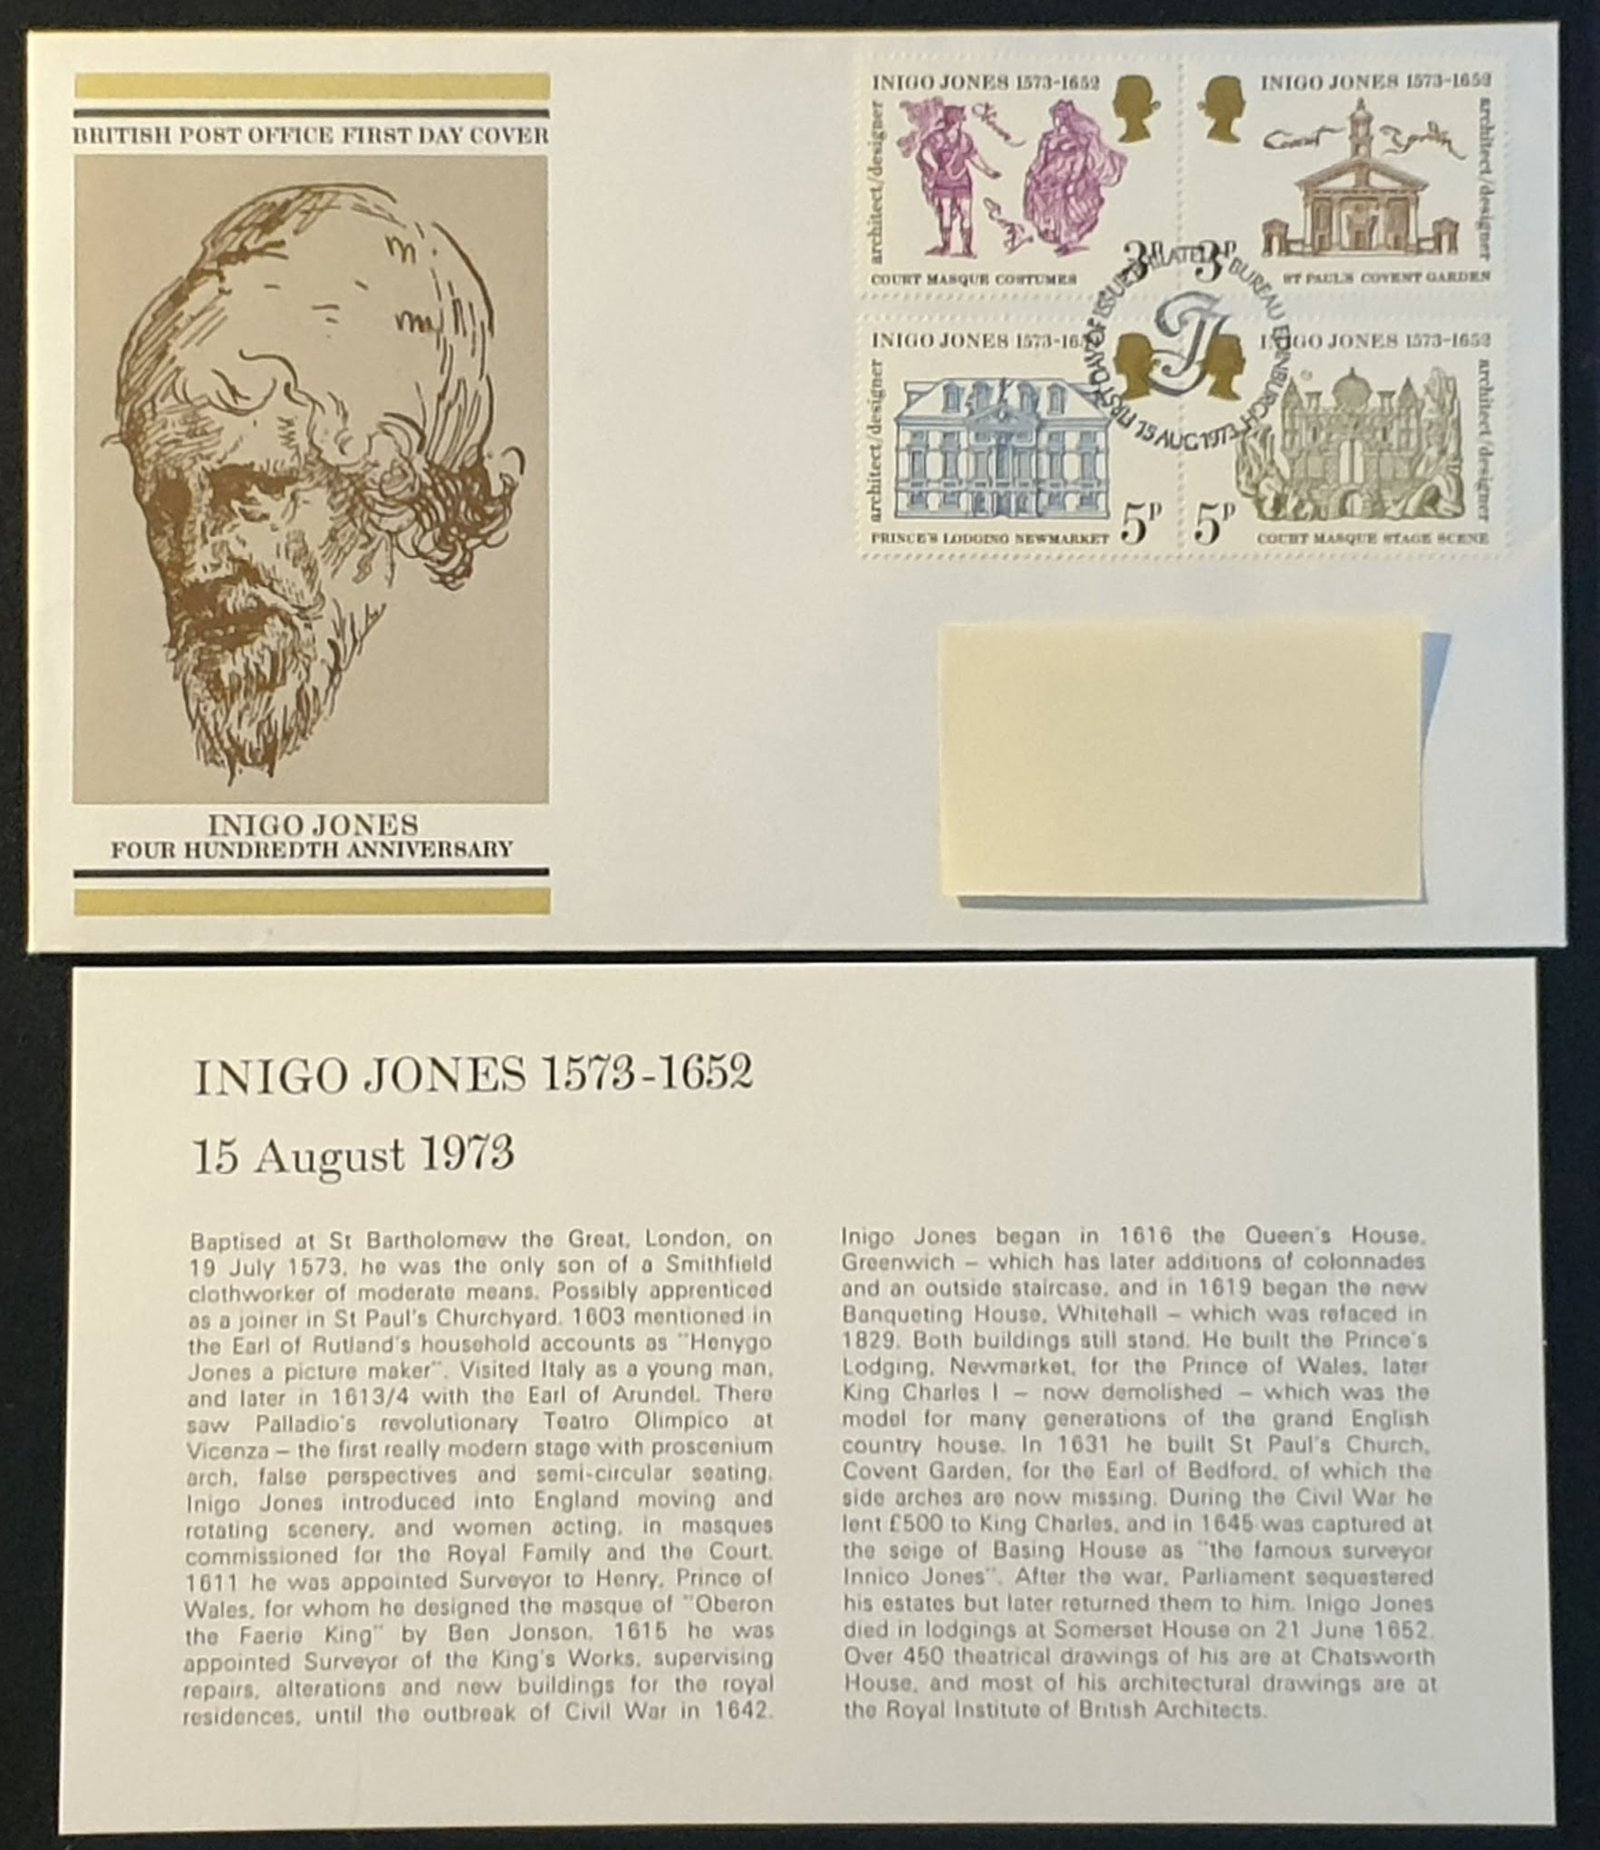 BRITISH POST OFFICE FIRST DAY COVER
INIGO JONES
FOUR HUNDREDTH ANNIVERSARY
INIGO JONES 1573-1652
architect/designer
COURT MASQUE COSTUMES
3p
INIGO JONES 1573-1652
architect/designer
Covent Garden
3p
ST PAUL'S COVENT GARDEN
INIGO JONES 1573-165
architect/designer
PRINCE'S LODGING NEWMARKET
5p
INIGO JONES 1573-1652
architect/designer
5p
COURT MASQUE STAGE SCENE
FIRST DAY OF ISSUE PHILATELIC BUREAU EDINBURGH
15 AUG 1973
INIGO JONES 1573-1652
15 August 1973
Baptised at St Bartholomew the Great, London, on
19 July 1573, he was the only son of a Smithfield
clothworker of moderate means. Possibly apprenticed
as a joiner in St Paul's Churchyard. 1603 mentioned in
the Earl of Rutland's household accounts as "Henygo
Jones a picture maker". Visited Italy as a young man,
and later in 1613/4 with the Earl of Arundel. There
saw Palladio's revolutionary Teatro Olimpico at
Vicenza – the first really modern stage with proscenium
arch, false perspectives and semi-circular seating.
Inigo Jones introduced into England moving and
rotating scenery, and women acting, in masques
commissioned for the Royal Family and the Court.
1611 he was appointed Surveyor to Henry, Prince of
Wales, for whom he designed the masque of "Oberon
the Faerie King" by Ben Jonson. 1615 he was
appointed Surveyor of the King's Works, supervising
repairs, alterations and new buildings for the royal
residences, until the outbreak of Civil War in 1642.
Inigo Jones began in 1616 the Queen's House,
Greenwich – which has later additions of colonnades
and an outside staircase, and in 1619 began the new
Banqueting House, Whitehall – which was refaced in
1829. Both buildings still stand. He built the Prince's
Lodging, Newmarket, for the Prince of Wales, later
King Charles I – now demolished – which was the
model for many generations of the grand English
country house. In 1631 he built St Paul's Church,
Covent Garden, for the Earl of Bedford, of which the
side arches are now missing. During the Civil War he
lent £500 to King Charles, and in 1645 was captured at
the seige of Basing House as "the famous surveyor
Innico Jones". After the war, Parliament sequestered
his estates but later returned them to him. Inigo Jones
died in lodgings at Somerset House on 21 June 1652.
Over 450 theatrical drawings of his are at Chatsworth
House, and most of his architectural drawings are at
the Royal Institute of British Architects.